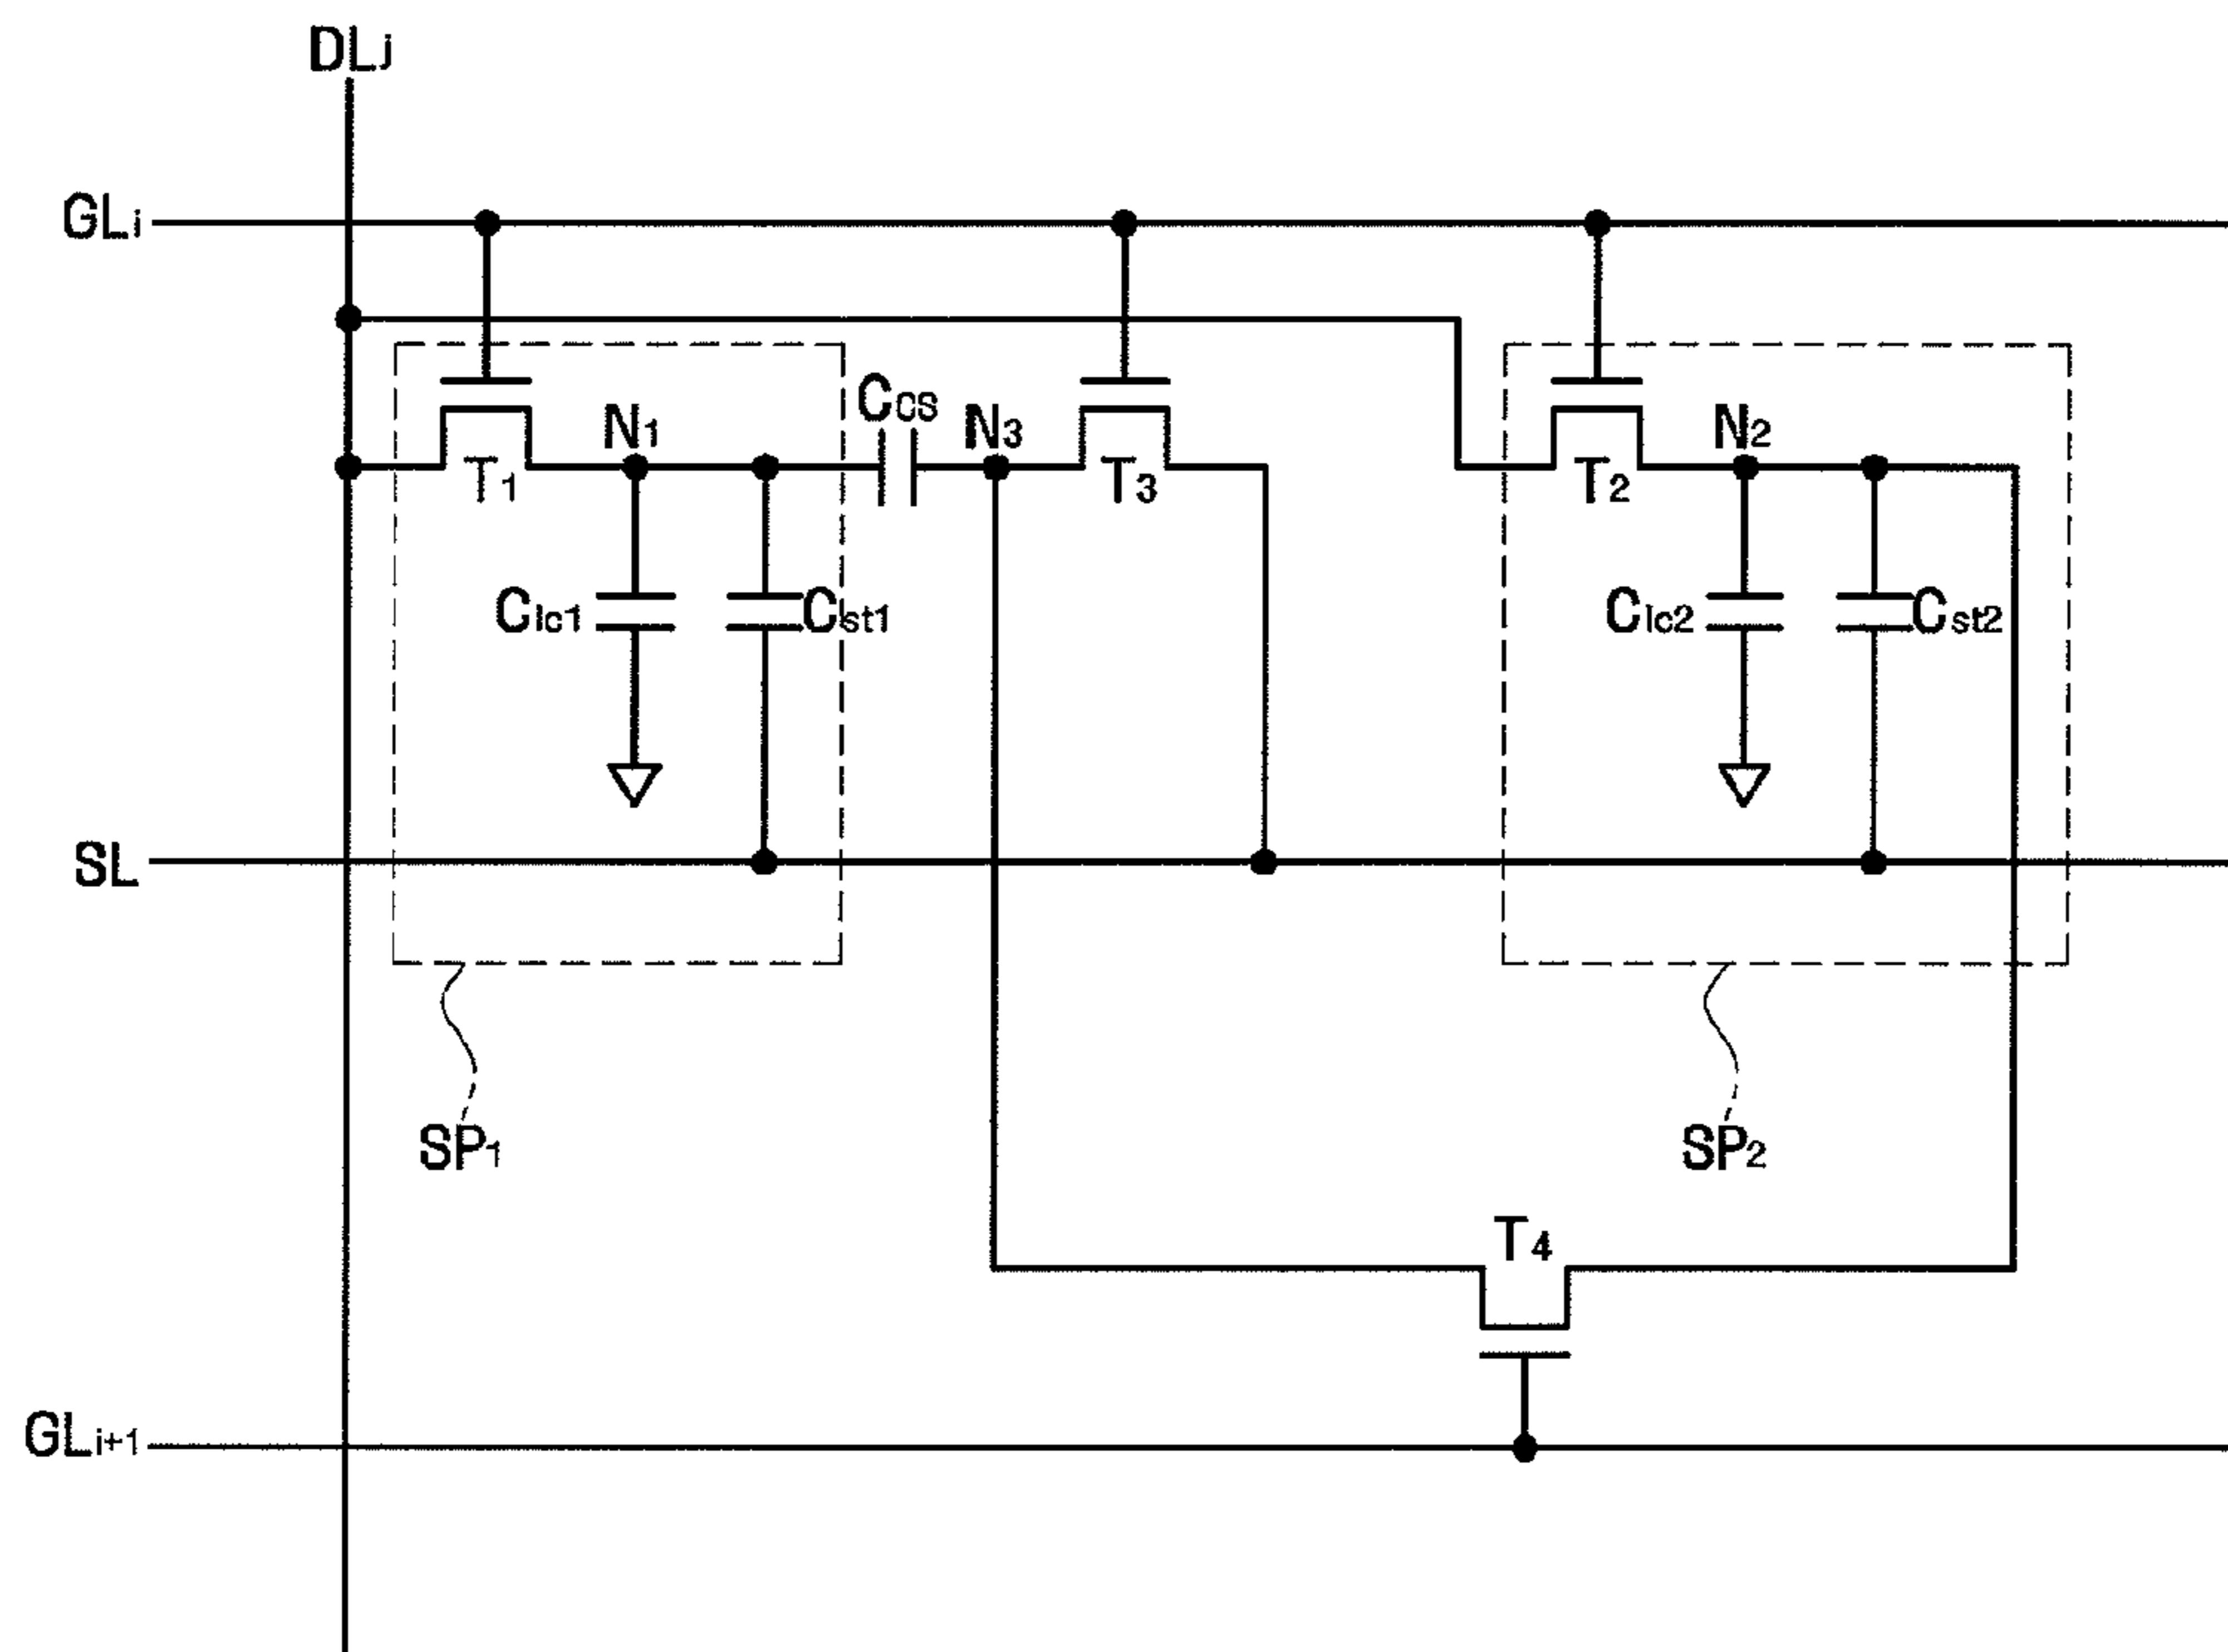 DLj
GLi
CCS
N1
N3
N2
T1
T3
T2
Clc1
Cst1
Clc2
Cst2
SL
SP1
SP2
T4
GLi+1